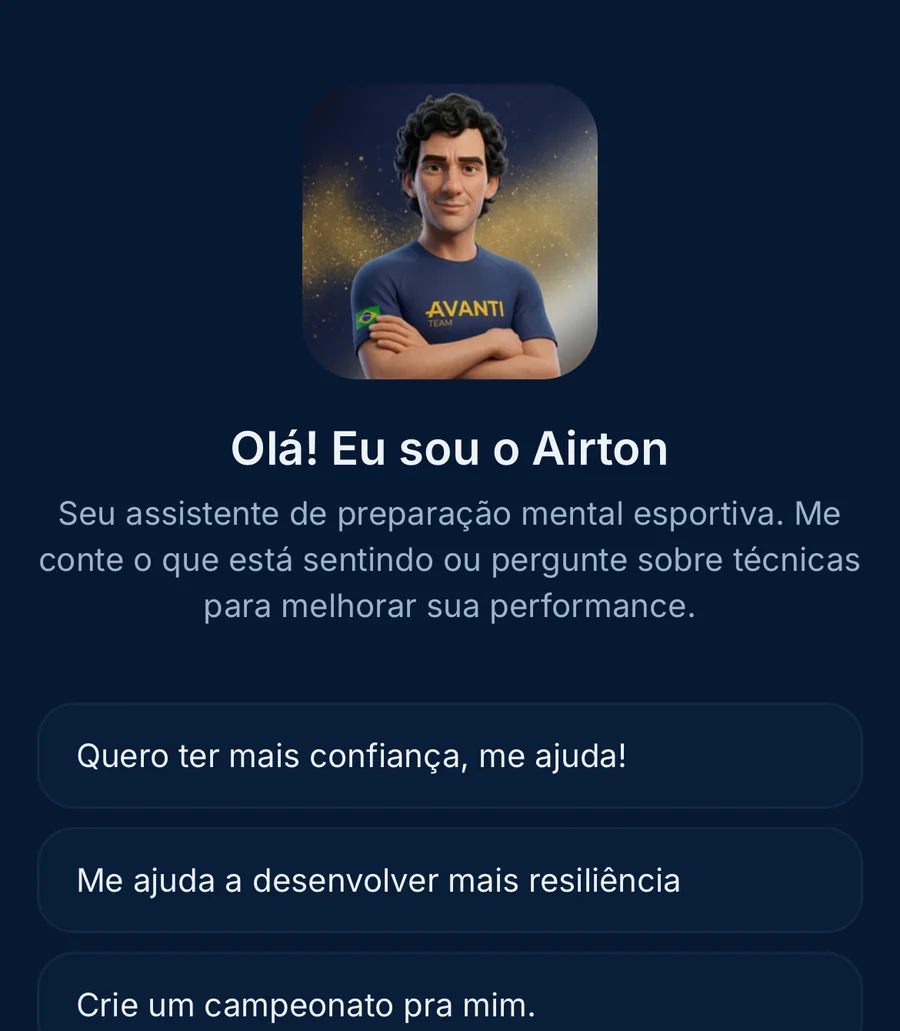 AVANTI
TEAM
Olá! Eu sou o Airton
Seu assistente de preparação mental esportiva. Me
conte o que está sentindo ou pergunte sobre técnicas
para melhorar sua performance.
Quero ter mais confiança, me ajuda!
Me ajuda a desenvolver mais resiliência
Crie um campeonato pra mim.